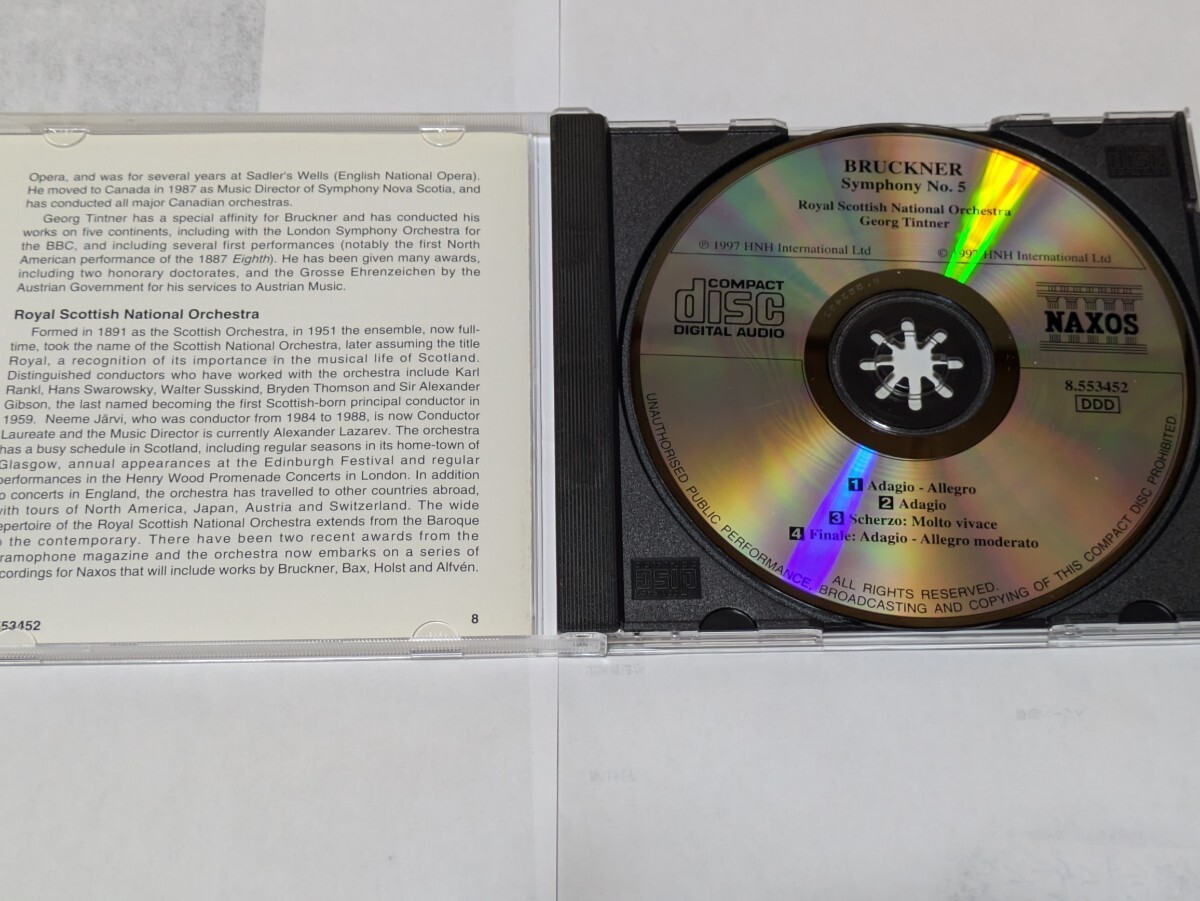 Opera, and was for several years at Sadler's Wells (English National Opera).
He moved to Canada in 1987 as Music Director of Symphony Nova Scotia, and
has conducted all major Canadian orchestras.
Georg Tintner has a special affinity for Bruckner and has conducted his
works on five continents, including with the London Symphony Orchestra for
the BBC, and including several first performances (notably the first North
American performance of the 1887 Eighth). He has been given many awards,
including two honorary doctorates, and the Grosse Ehrenzeichen by the
Austrian Government for his services to Austrian Music.
Royal Scottish National Orchestra
Formed in 1891 as the Scottish Orchestra, in 1951 the ensemble, now full-
time, took the name of the Scottish National Orchestra, later assuming the title
Royal, a recognition of its importance in the musical life of Scotland.
Distinguished conductors who have worked with the orchestra include Karl
Rankl, Hans Swarowsky, Walter Susskind, Bryden Thomson and Sir Alexander
Gibson, the last named becoming the first Scottish-born principal conductor in
1959. Neeme Järvi, who was conductor from 1984 to 1988, is now Conductor
Laureate and the Music Director is currently Alexander Lazarev. The orchestra
has a busy schedule in Scotland, including regular seasons in its home-town of
Glasgow, annual appearances at the Edinburgh Festival and regular
performances in the Henry Wood Promenade Concerts in London. In addition
o concerts in England, the orchestra has travelled to other countries abroad,
with tours of North America, Japan, Austria and Switzerland. The wide
epertoire of the Royal Scottish National Orchestra extends from the Baroque
o the contemporary. There have been two recent awards from the
ramophone magazine and the orchestra now embarks on a series of
cordings for Naxos that will include works by Bruckner, Bax, Holst and Alfvén.
553452
8
BRUCKNER
Symphony No. 5
Royal Scottish National Orchestra
Georg Tintner
℗ 1997 HNH International Ltd
© 1997 HNH International Ltd
COMPACT
disc
DIGITAL AUDIO
NAXOS
8.553452
DDD
1 Adagio - Allegro
2 Adagio
3 Scherzo: Molto vivace
4 Finale: Adagio - Allegro moderato
ALL RIGHTS RESERVED.
UNAUTHORISED PUBLIC PERFORMANCE, BROADCASTING AND COPYING OF THIS COMPACT DISC PROHIBITED.
disc
disc